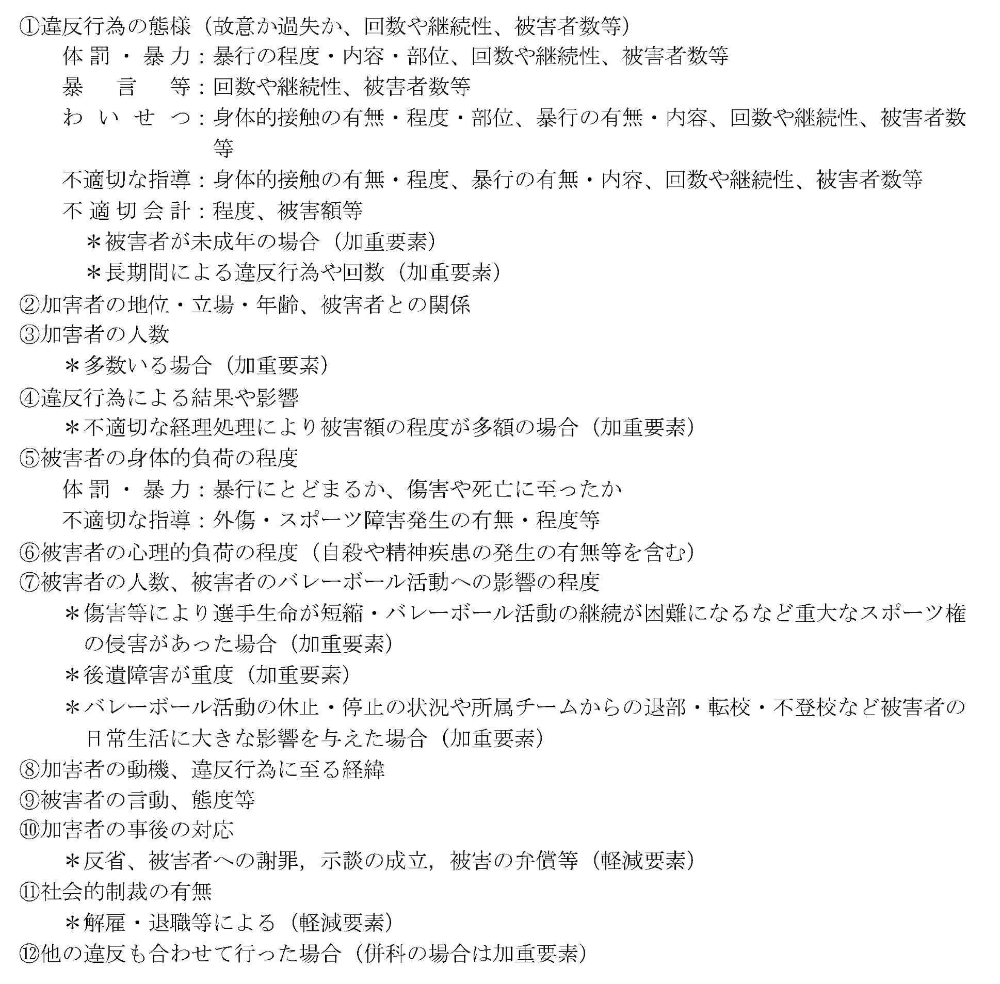 ①違反行為の態様（故意か過失か、回数や継続性、被害者数等）
体罰・暴力：暴行の程度・内容・部位、回数や継続性、被害者数等
暴言等：回数や継続性、被害者数等
わいせつ：身体的接触の有無・程度・部位、暴行の有無・内容、回数や継続性、被害者数
等
不適切な指導：身体的接触の有無・程度、暴行の有無・内容、回数や継続性、被害者数等
不適切会計：程度、被害額等
＊被害者が未成年の場合（加重要素）
＊長期間による違反行為や回数（加重要素）
②加害者の地位・立場・年齢、被害者との関係
③加害者の人数
＊多数いる場合（加重要素）
④違反行為による結果や影響
＊不適切な経理処理により被害額の程度が多額の場合（加重要素）
⑤被害者の身体的負荷の程度
体罰・暴力：暴行にとどまるか、傷害や死亡に至ったか
不適切な指導：外傷・スポーツ障害発生の有無・程度等
⑥被害者の心理的負荷の程度（自殺や精神疾患の発生の有無等を含む）
⑦被害者の人数、被害者のバレーボール活動への影響の程度
＊傷害等により選手生命が短縮・バレーボール活動の継続が困難になるなど重大なスポーツ権
の侵害があった場合（加重要素）
＊後遺障害が重度（加重要素）
＊バレーボール活動の休止・停止の状況や所属チームからの退部・転校・不登校など被害者の
日常生活に大きな影響を与えた場合（加重要素）
⑧加害者の動機、違反行為に至る経緯
⑨被害者の言動、態度等
⑩加害者の事後の対応
＊反省、被害者への謝罪，示談の成立，被害の弁償等（軽減要素）
⑪社会的制裁の有無
＊解雇・退職等による（軽減要素）
⑫他の違反も合わせて行った場合（併科の場合は加重要素）